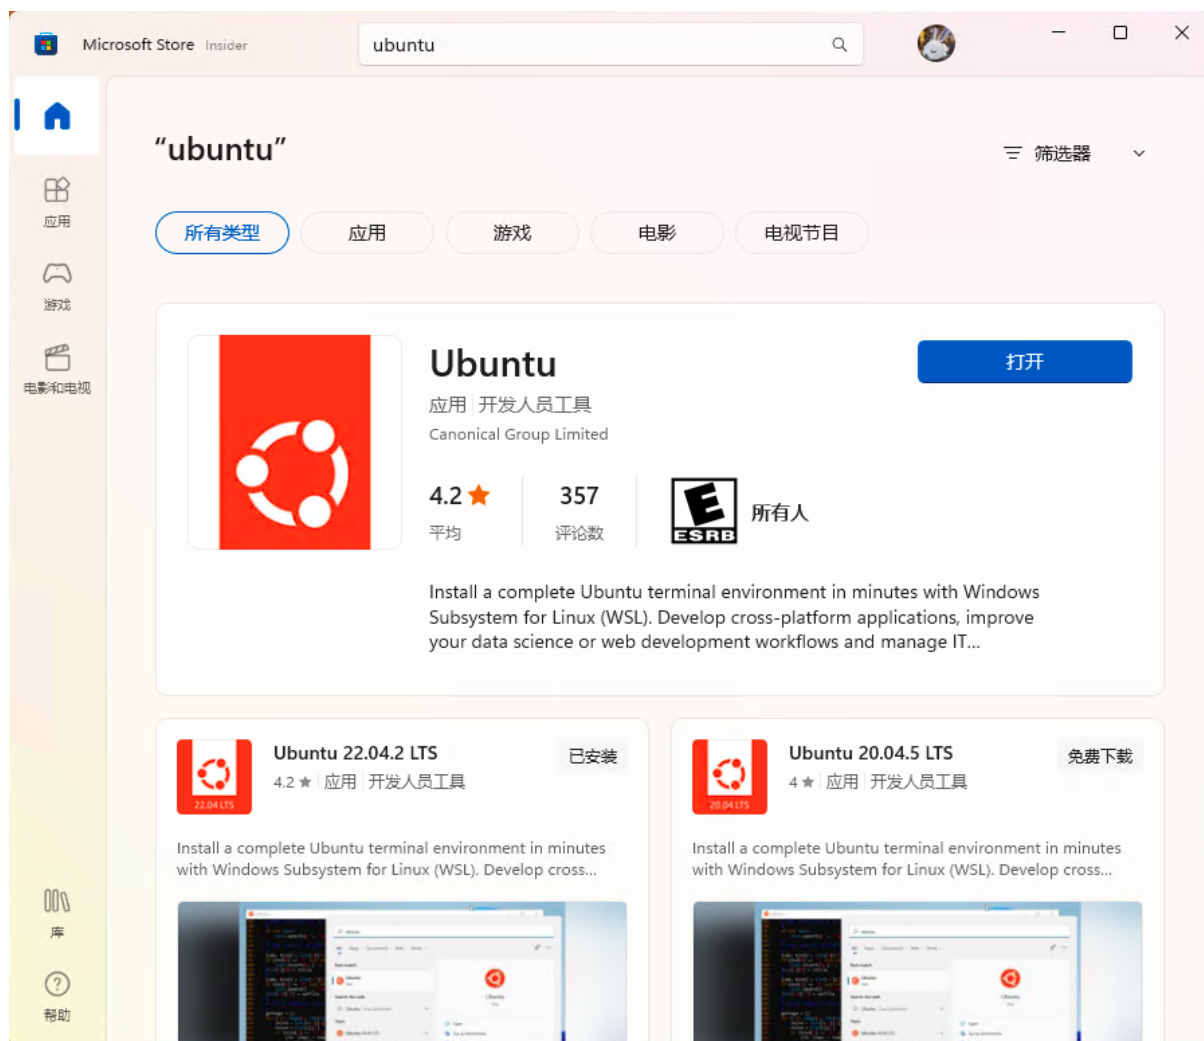 Microsoft Store Insider
ubuntu
“ubuntu”
筛选器
所有类型 应用 游戏 电影 电视节目
应用
游戏
电影和电视
Ubuntu
打开
应用 开发人员工具
Canonical Group Limited
4.2 357
平均 评论数
E
ESRB
所有人
Install a complete Ubuntu terminal environment in minutes with Windows
Subsystem for Linux (WSL). Develop cross-platform applications, improve
your data science or web development workflows and manage IT...
22.04 LTS
Ubuntu 22.04.2 LTS
已安装
4.2 应用 开发人员工具
Install a complete Ubuntu terminal environment in minutes
with Windows Subsystem for Linux (WSL). Develop cross...
20.04 LTS
Ubuntu 20.04.5 LTS
免费下载
4 应用 开发人员工具
Install a complete Ubuntu terminal environment in minutes
with Windows Subsystem for Linux (WSL). Develop cross...
库
帮助